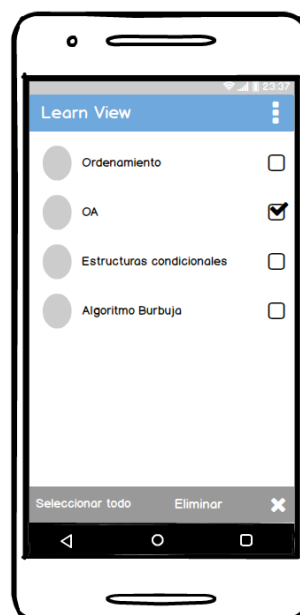 23:37
Learn View
Ordenamiento
OA
Estructuras condicionales
Algoritmo Burbuja
Seleccionar todo Eliminar